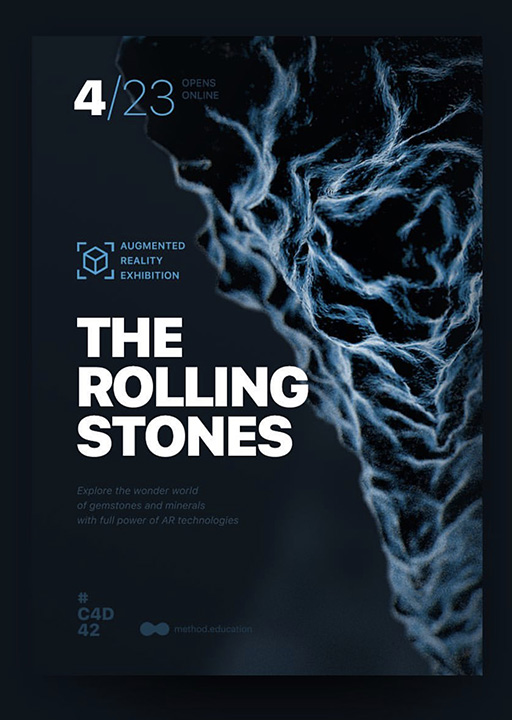 4/23
OPENS
ONLINE
AUGMENTED
REALITY
EXHIBITION
THE
ROLLING
STONES
Explore the wonder world
of gemstones and minerals
with full power of AR technologies
#
C4D
42
method.education